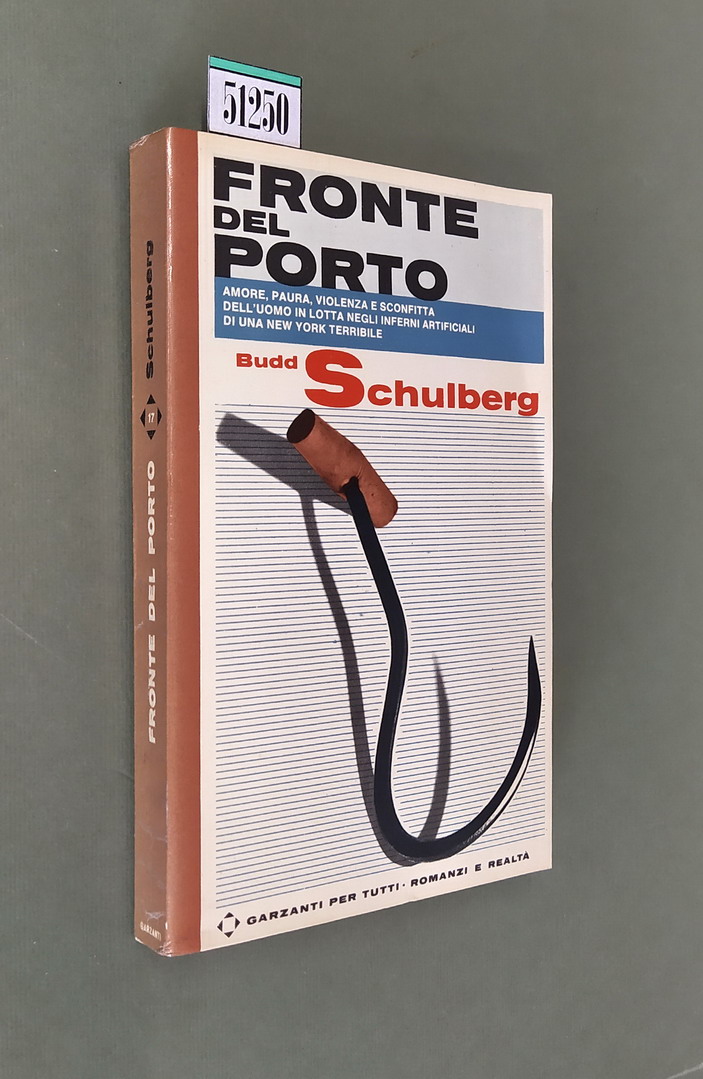 51250
FRONTE
DEL
PORTO
AMORE, PAURA, VIOLENZA E SCONFITTA
DELL'UOMO IN LOTTA NEGLI INFERNI ARTIFICIALI
DI UNA NEW YORK TERRIBILE
Budd Schulberg
GARZANTI PER TUTTI · ROMANZI E REALTÀ
Schulberg
17
FRONTE DEL PORTO
GARZANTI